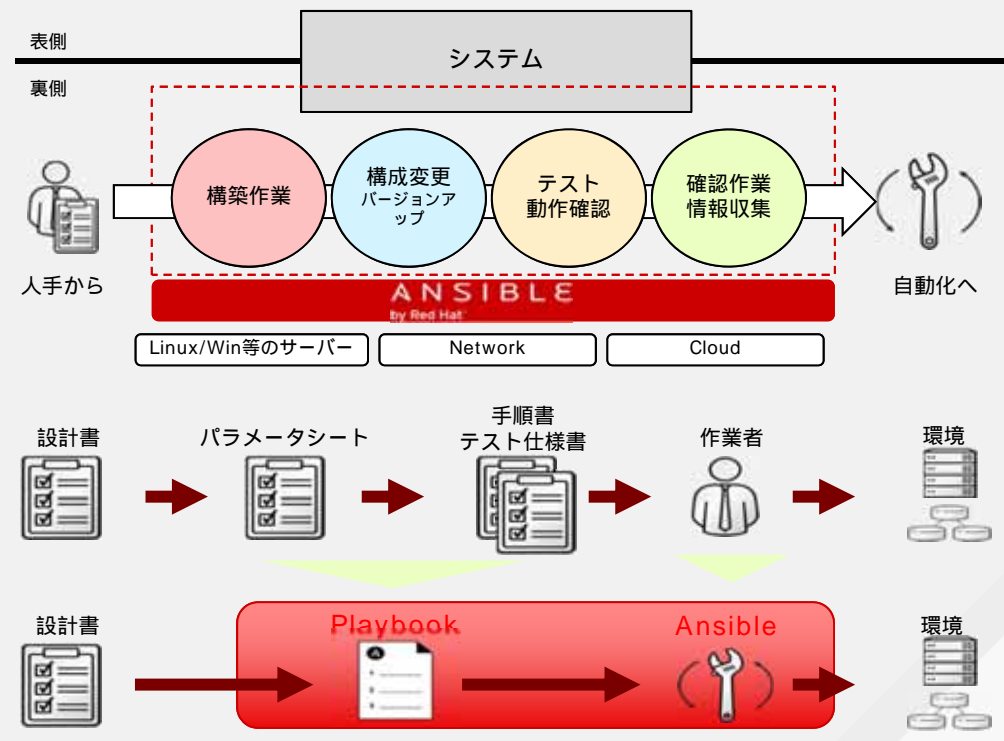 表側
システム
裏側
構築作業
構成変更
バージョンア
ップ
テスト
動作確認
確認作業
情報収集
人手から
自動化へ
ANSIBLE
by Red Hat
Linux/Win等のサーバー
Network
Cloud
設計書
パラメータシート
手順書
テスト仕様書
作業者
環境
設計書
Playbook
A
Ansible
環境